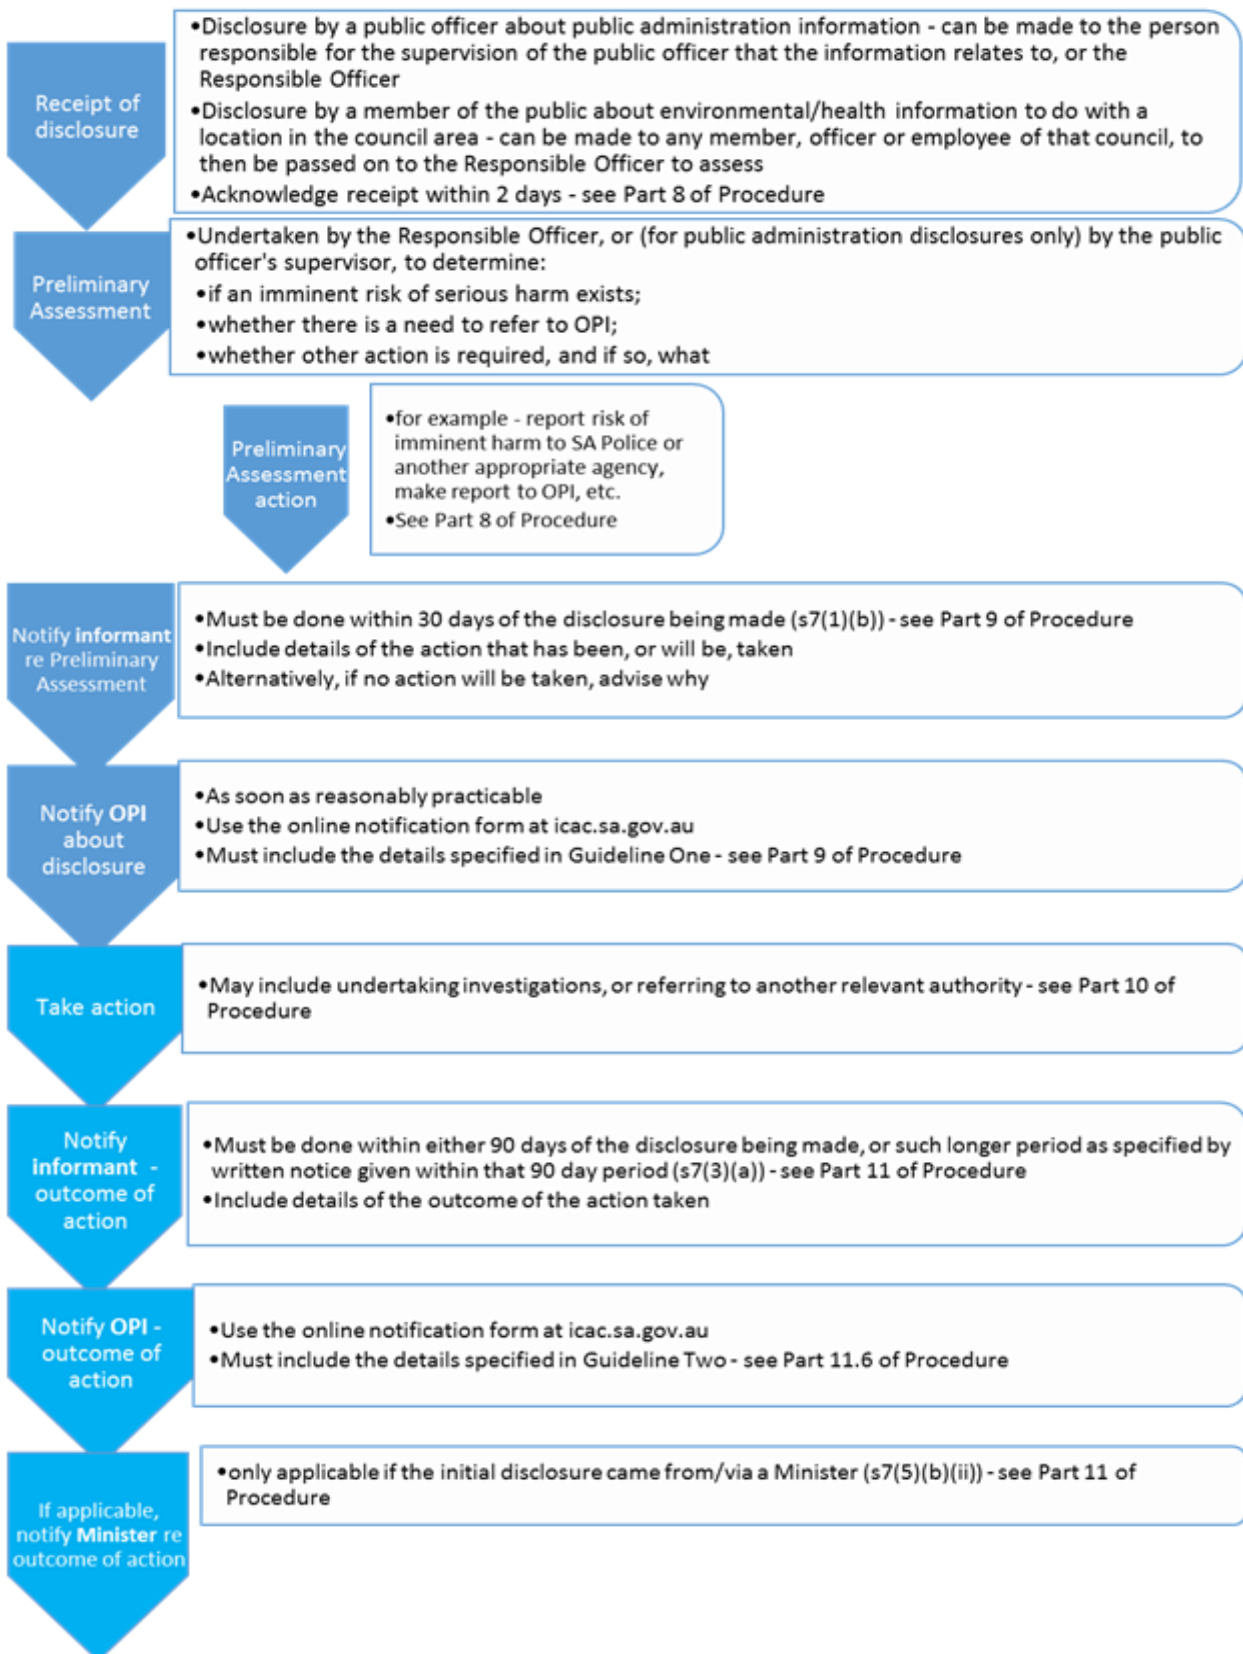 Receipt of
disclosure
•Disclosure by a public officer about public administration information - can be made to the person
responsible for the supervision of the public officer that the information relates to, or the
Responsible Officer
•Disclosure by a member of the public about environmental/health information to do with a
location in the council area - can be made to any member, officer or employee of that council, to
then be passed on to the Responsible Officer to assess
•Acknowledge receipt within 2 days - see Part 8 of Procedure
Preliminary
Assessment
•Undertaken by the Responsible Officer, or (for public administration disclosures only) by the public
officer's supervisor, to determine:
•if an imminent risk of serious harm exists;
•whether there is a need to refer to OPI;
•whether other action is required, and if so, what
Preliminary
Assessment
action
•for example - report risk of
imminent harm to SA Police or
another appropriate agency,
make report to OPI, etc.
•See Part 8 of Procedure
Notify informant
re Preliminary
Assessment
•Must be done within 30 days of the disclosure being made (s7(1)(b)) - see Part 9 of Procedure
•Include details of the action that has been, or will be, taken
•Alternatively, if no action will be taken, advise why
Notify OPI
about
disclosure
•As soon as reasonably practicable
•Use the online notification form at icac.sa.gov.au
•Must include the details specified in Guideline One - see Part 9 of Procedure
Take action
•May include undertaking investigations, or referring to another relevant authority - see Part 10 of
Procedure
Notify
informant -
outcome of
action
•Must be done within either 90 days of the disclosure being made, or such longer period as specified by
written notice given within that 90 day period (s7(3)(a)) - see Part 11 of Procedure
•Include details of the outcome of the action taken
Notify OPI -
outcome of
action
•Use the online notification form at icac.sa.gov.au
•Must include the details specified in Guideline Two - see Part 11.6 of Procedure
If applicable,
notify Minister re
outcome of action
•only applicable if the initial disclosure came from/via a Minister (s7(5)(b)(ii)) - see Part 11 of
Procedure